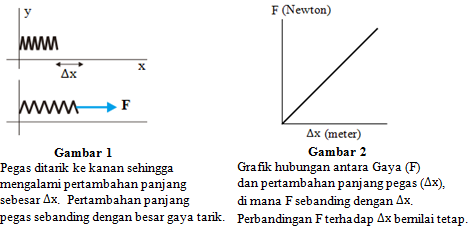 y
x
Δx
F
Gambar 1
Pegas ditarik ke kanan sehingga
mengalami pertambahan panjang
sebesar Δx. Pertambahan panjang
pegas sebanding dengan besar gaya tarik.
F (Newton)
Δx (meter)
Gambar 2
Grafik hubungan antara Gaya (F)
dan pertambahan panjang pegas (Δx),
di mana F sebanding dengan Δx.
Perbandingan F terhadap Δx bernilai tetap.